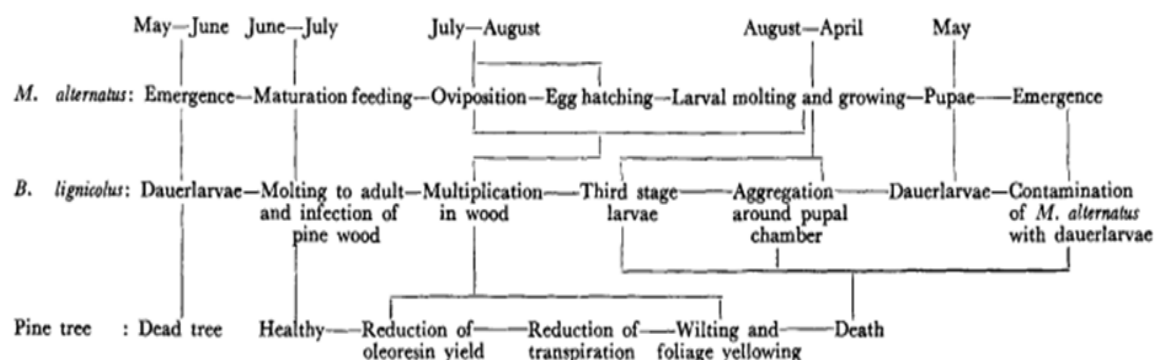 May—June June—July July—August August—April May
M. alternatus: Emergence—Maturation feeding—Oviposition—Egg hatching—Larval molting and growing—Pupae—Emergence
B. lignicolus: Dauerlarvae—Molting to adult—Multiplication—Third stage—Aggregation—Dauerlarvae—Contamination
and infection of in wood larvae around pupal of M. alternatus
pine wood chamber with dauerlarvae
Pine tree : Dead tree Healthy—Reduction of—Reduction of—Wilting and—Death
oleoresin yield transpiration foliage yellowing